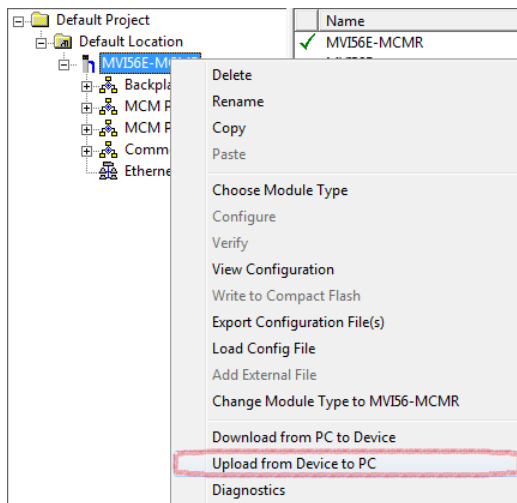 Default Project
Default Location
MVI56E-MCMR
Backpla
MCM P
MCM P
Comm
Etherne
Name
MVI56E-MCMR
Delete
Rename
Copy
Paste
Choose Module Type
Configure
Verify
View Configuration
Write to Compact Flash
Export Configuration File(s)
Load Config File
Add External File
Change Module Type to MVI56-MCMR
Download from PC to Device
Upload from Device to PC
Diagnostics